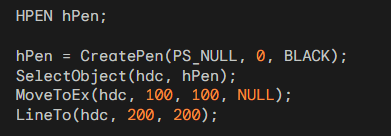 HPEN hPen;
hPen = CreatePen(PS_NULL, 0, BLACK);
SelectObject(hdc, hPen);
MoveToEx(hdc, 100, 100, NULL);
LineTo(hdc, 200, 200);